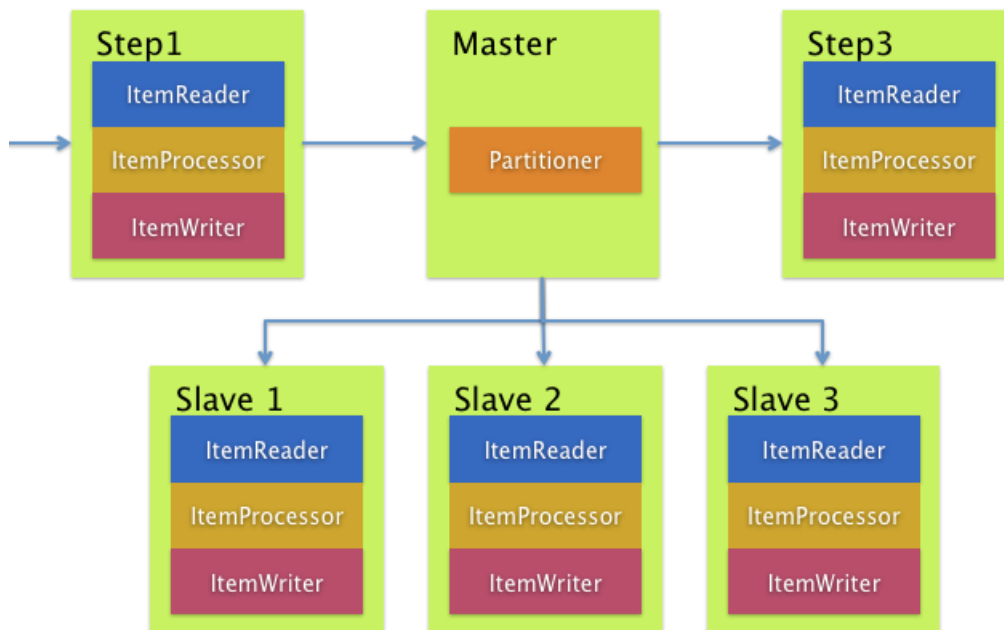 Step1
ItemReader
ItemProcessor
ItemWriter
Master
Partitioner
Step3
ItemReader
ItemProcessor
ItemWriter
Slave 1
ItemReader
ItemProcessor
ItemWriter
Slave 2
ItemReader
ItemProcessor
ItemWriter
Slave 3
ItemReader
ItemProcessor
ItemWriter